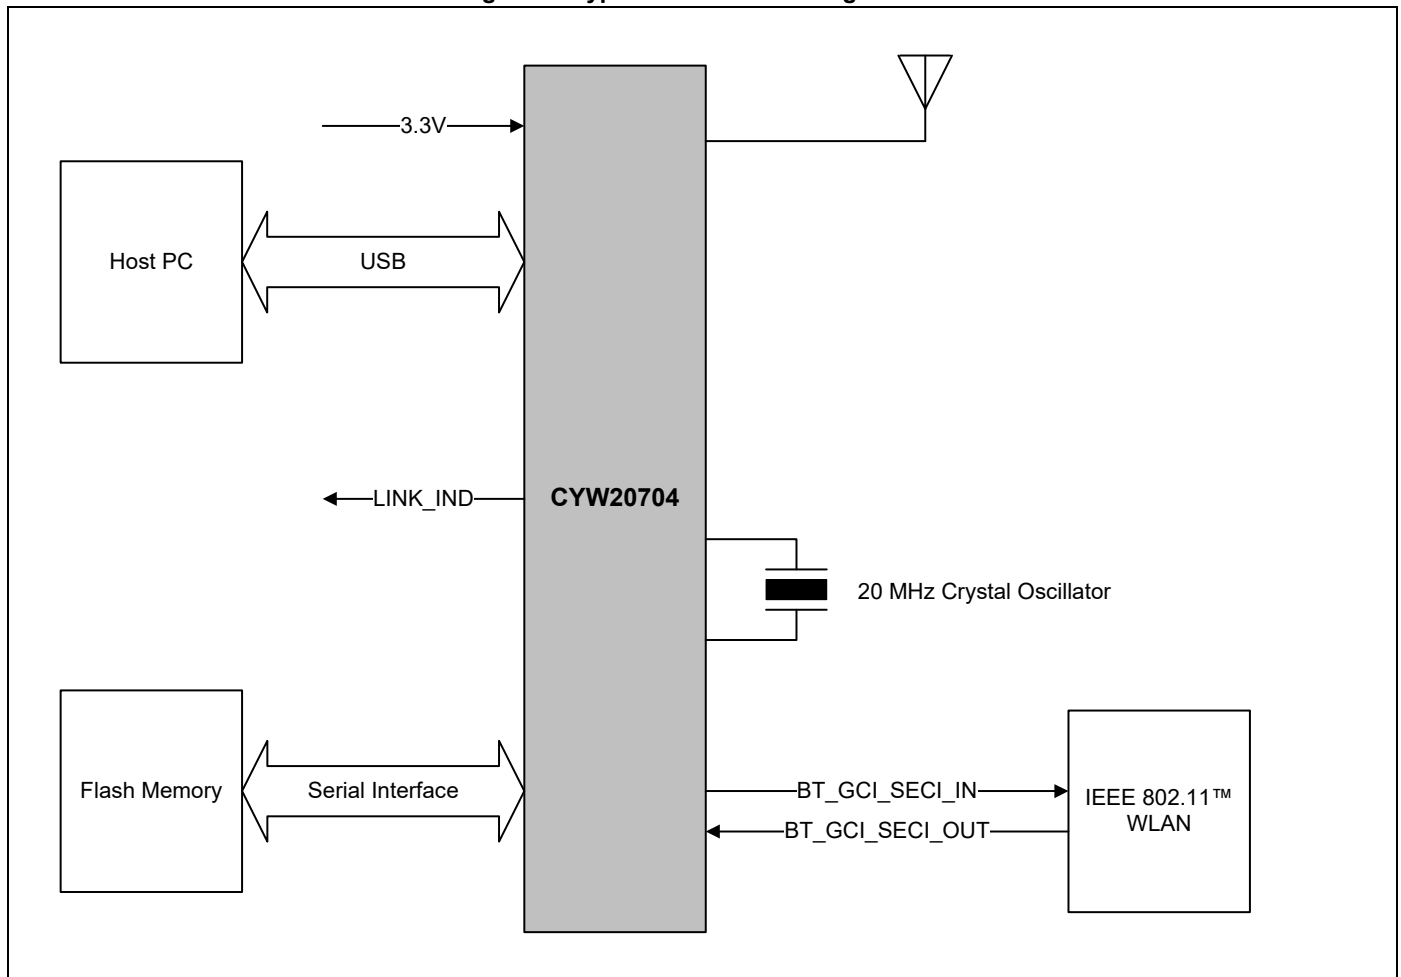 3.3V
Host PC
USB
LINK_IND
CYW20704
20 MHz Crystal Oscillator
Flash Memory
Serial Interface
BT_GCI_SECI_IN
BT_GCI_SECI_OUT
IEEE 802.11™
WLAN